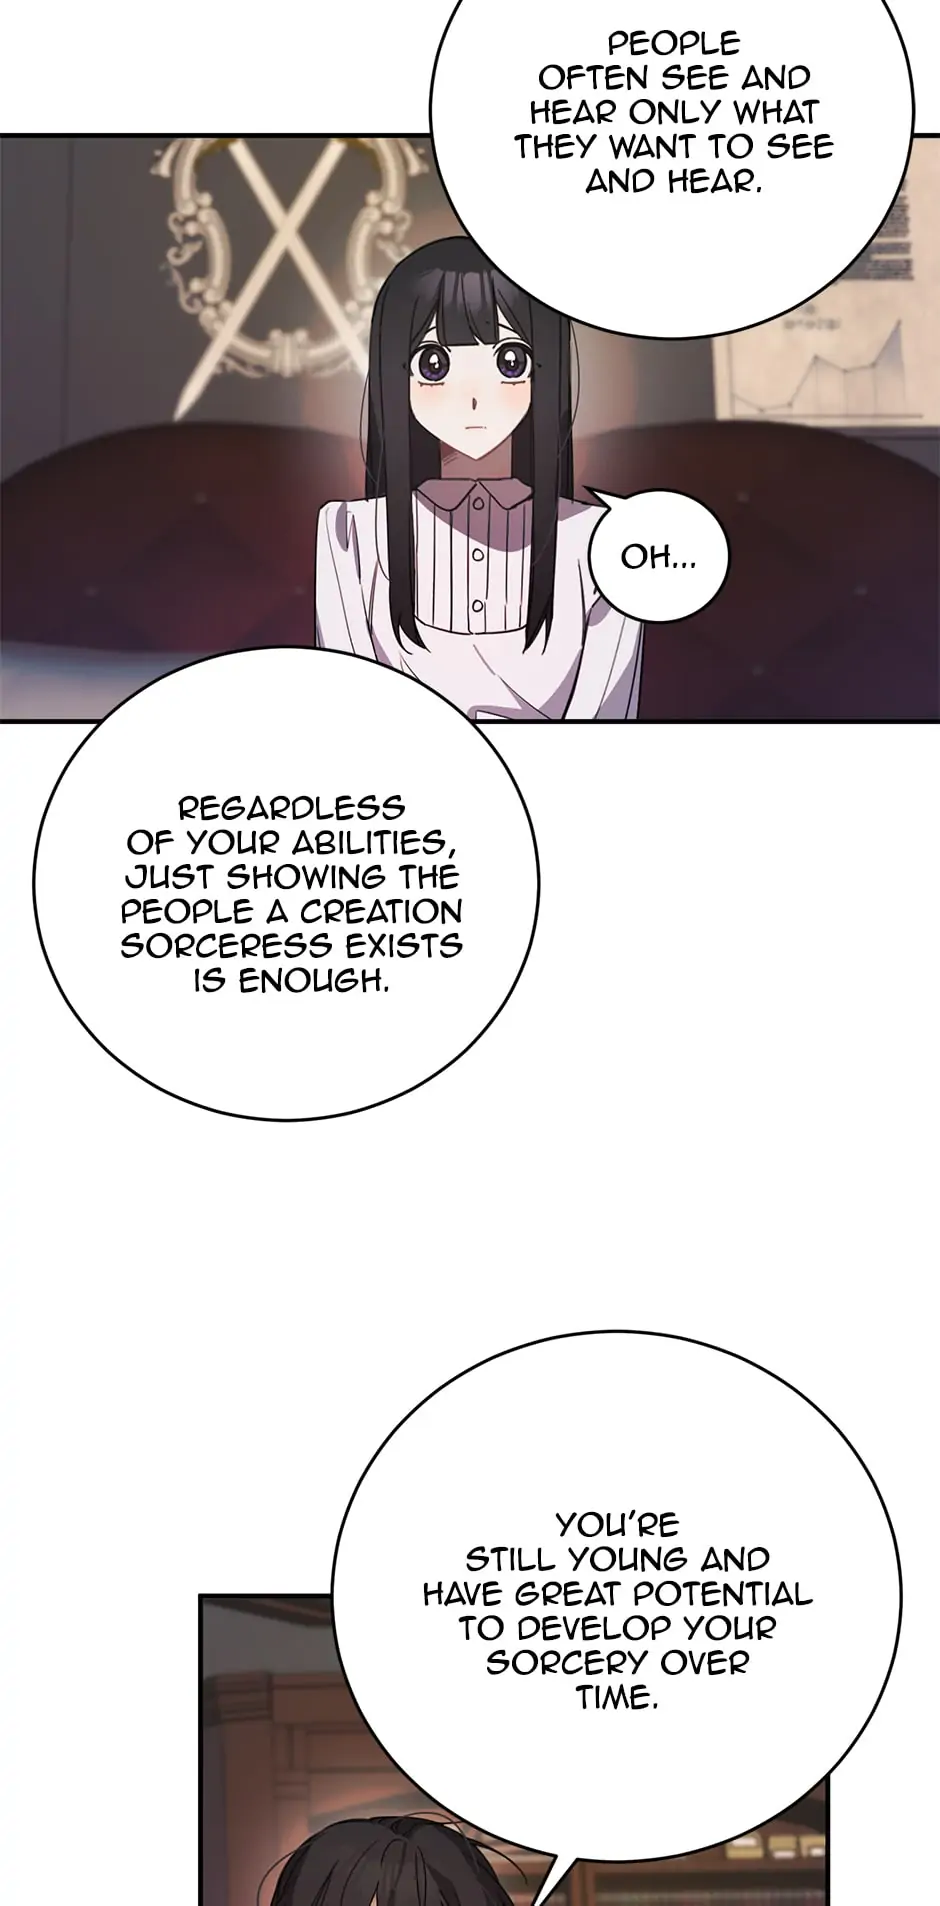 PEOPLE
OFTEN SEE AND
HEAR ONLY WHAT
THEY WANT TO SEE
AND HEAR.
OH...
REGARDLESS
OF YOUR ABILITIES,
JUST SHOWING THE
PEOPLE A CREATION
SORCERESS EXISTS
IS ENOUGH.
YOU'RE
STILL YOUNG AND
HAVE GREAT POTENTIAL
TO DEVELOP YOUR
SORCERY OVER
TIME.